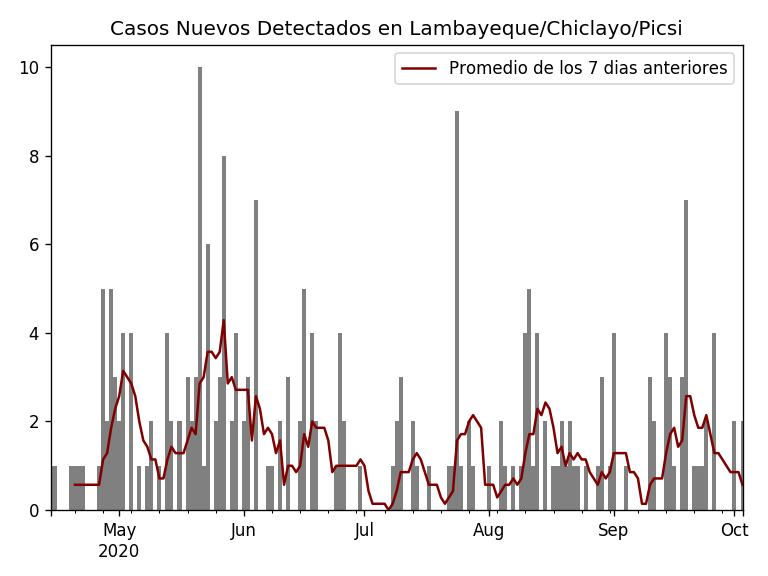 Casos Nuevos Detectados en Lambayeque/Chiclayo/Picsi
Promedio de los 7 dias anteriores
10
8
6
4
2
0
May Jun Jul Aug Sep Oct
2020